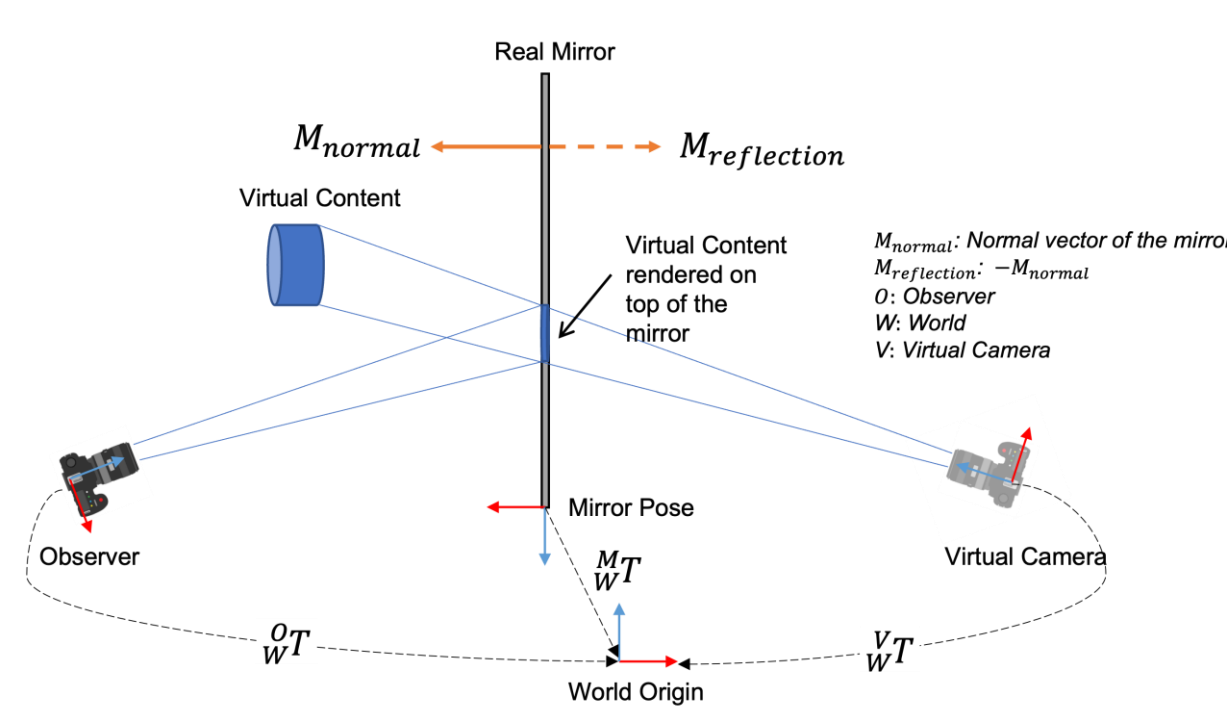 Real Mirror
M_normal
M_reflection
Virtual Content
Virtual Content
rendered on
top of the
mirror
M_normal: Normal vector of the mirror
M_reflection: −M_normal
O: Observer
W: World
V: Virtual Camera
Mirror Pose
Observer
Virtual Camera
^M_W T
^O_W T
^V_W T
World Origin